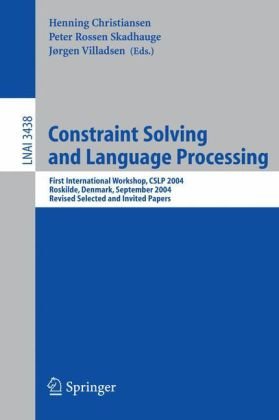 Henning Christiansen
Peter Rossen Skadhauge
Jørgen Villadsen (Eds.)
LNAI 3438
Constraint Solving
and Language Processing
First International Workshop, CSLP 2004
Roskilde, Denmark, September 2004
Revised Selected and Invited Papers
Springer